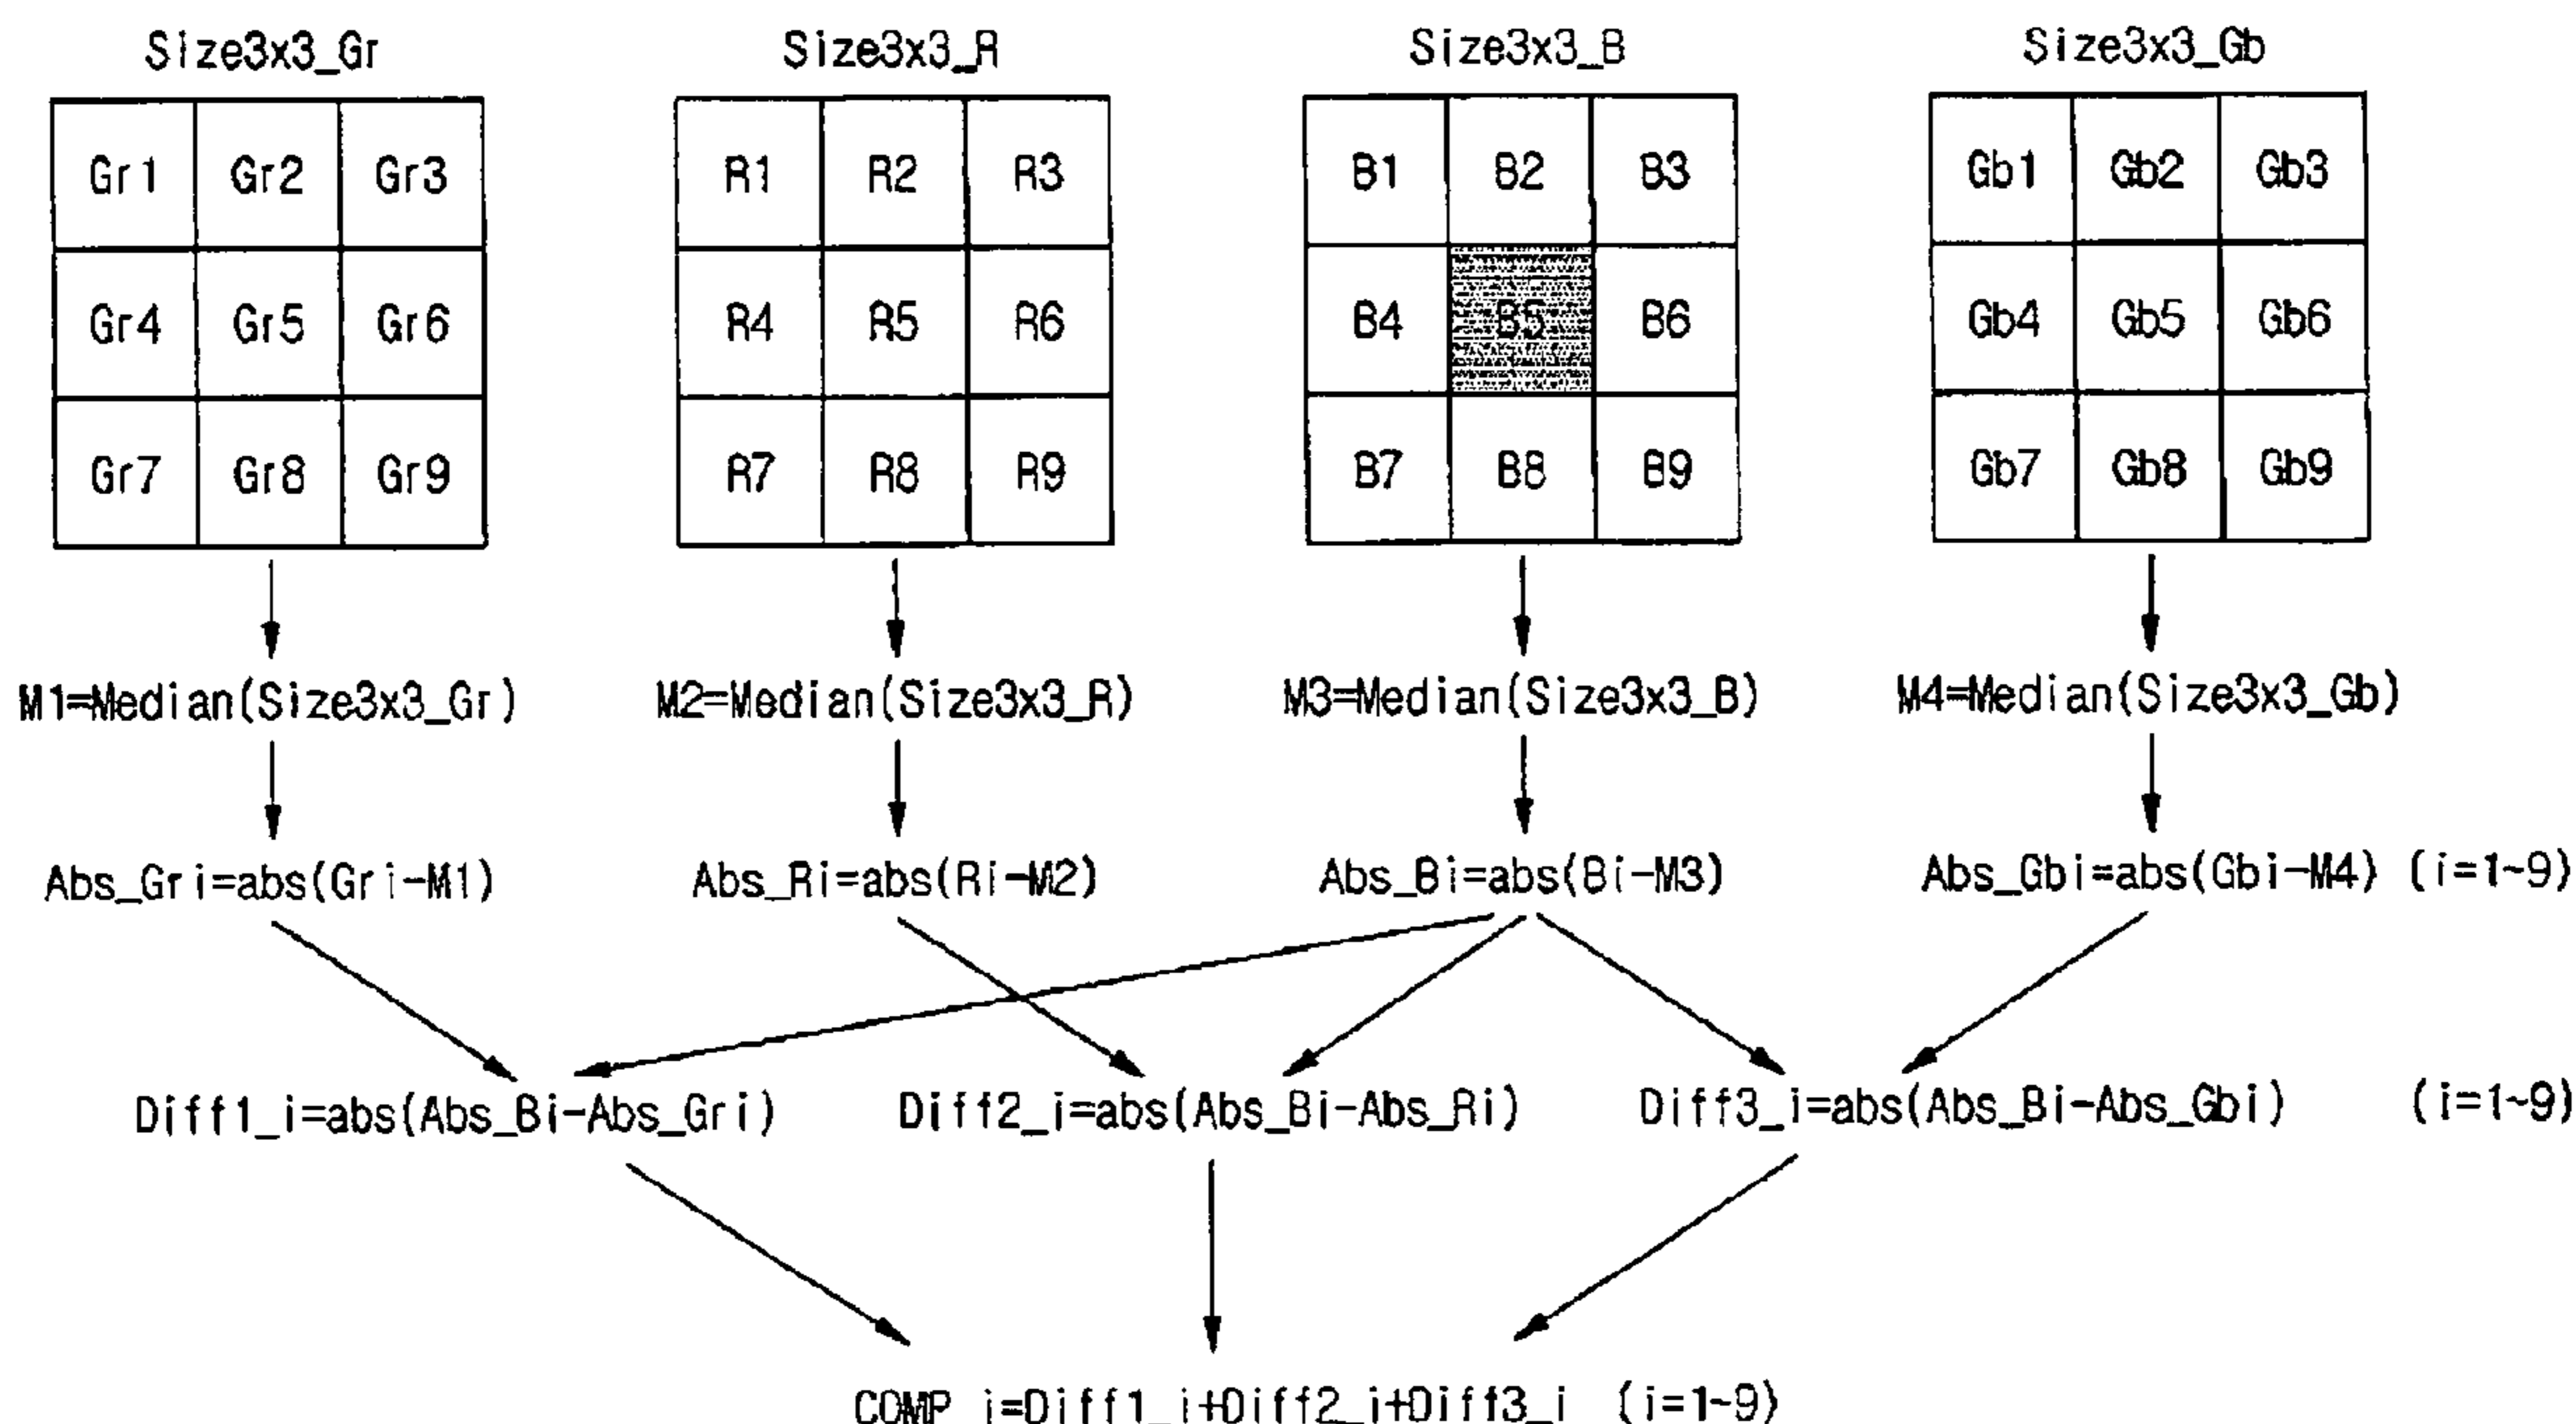 Size3x3_Gr Size3x3_R Size3x3_B Size3x3_Gb
Gr1 Gr2 Gr3 R1 R2 R3 B1 B2 B3 Gb1 Gb2 Gb3
Gr4 Gr5 Gr6 R4 R5 R6 B4 B5 B6 Gb4 Gb5 Gb6
Gr7 Gr8 Gr9 R7 R8 R9 B7 B8 B9 Gb7 Gb8 Gb9
M1=Median(Size3x3_Gr) M2=Median(Size3x3_R) M3=Median(Size3x3_B) M4=Median(Size3x3_Gb)
Abs_Gri=abs(Gri-M1) Abs_Ri=abs(Ri-M2) Abs_Bi=abs(Bi-M3) Abs_Gbi=abs(Gbi-M4) (i=1~9)
Diff1_i=abs(Abs_Bi-Abs_Gri) Diff2_i=abs(Abs_Bi-Abs_Ri) Diff3_i=abs(Abs_Bi-Abs_Gbi) (i=1~9)
COMP_i=Diff1_i+Diff2_i+Diff3_i (i=1~9)